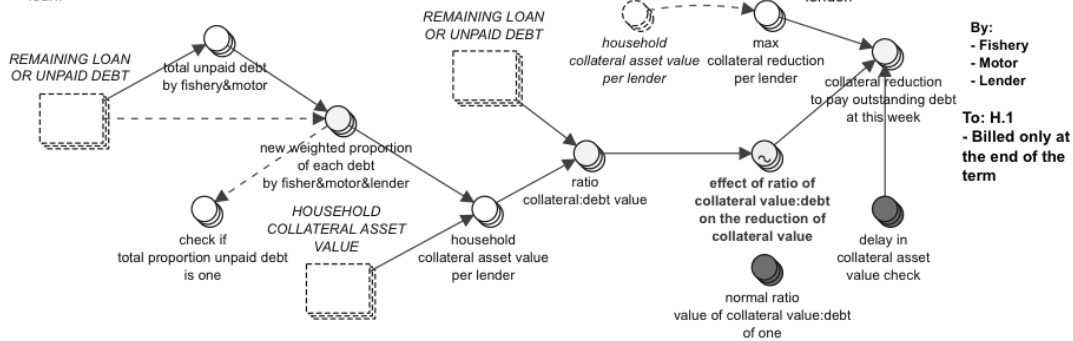 REMAINING LOAN
OR UNPAID DEBT
total unpaid debt
by fishery&motor
new weighted proportion
of each debt
by fisher&motor&lender
check if
total proportion unpaid debt
is one
HOUSEHOLD
COLLATERAL ASSET
VALUE
household
collateral asset value
per lender
REMAINING LOAN
OR UNPAID DEBT
ratio
collateral:debt value
household
collateral asset value
per lender
max
collateral reduction
per lender
collateral reduction
to pay outstanding debt
at this week
effect of ratio of
collateral value:debt
on the reduction of
collateral value
normal ratio
value of collateral value:debt
of one
delay in
collateral asset
value check
By:
- Fishery
- Motor
- Lender
To: H.1
- Billed only at
the end of the
term